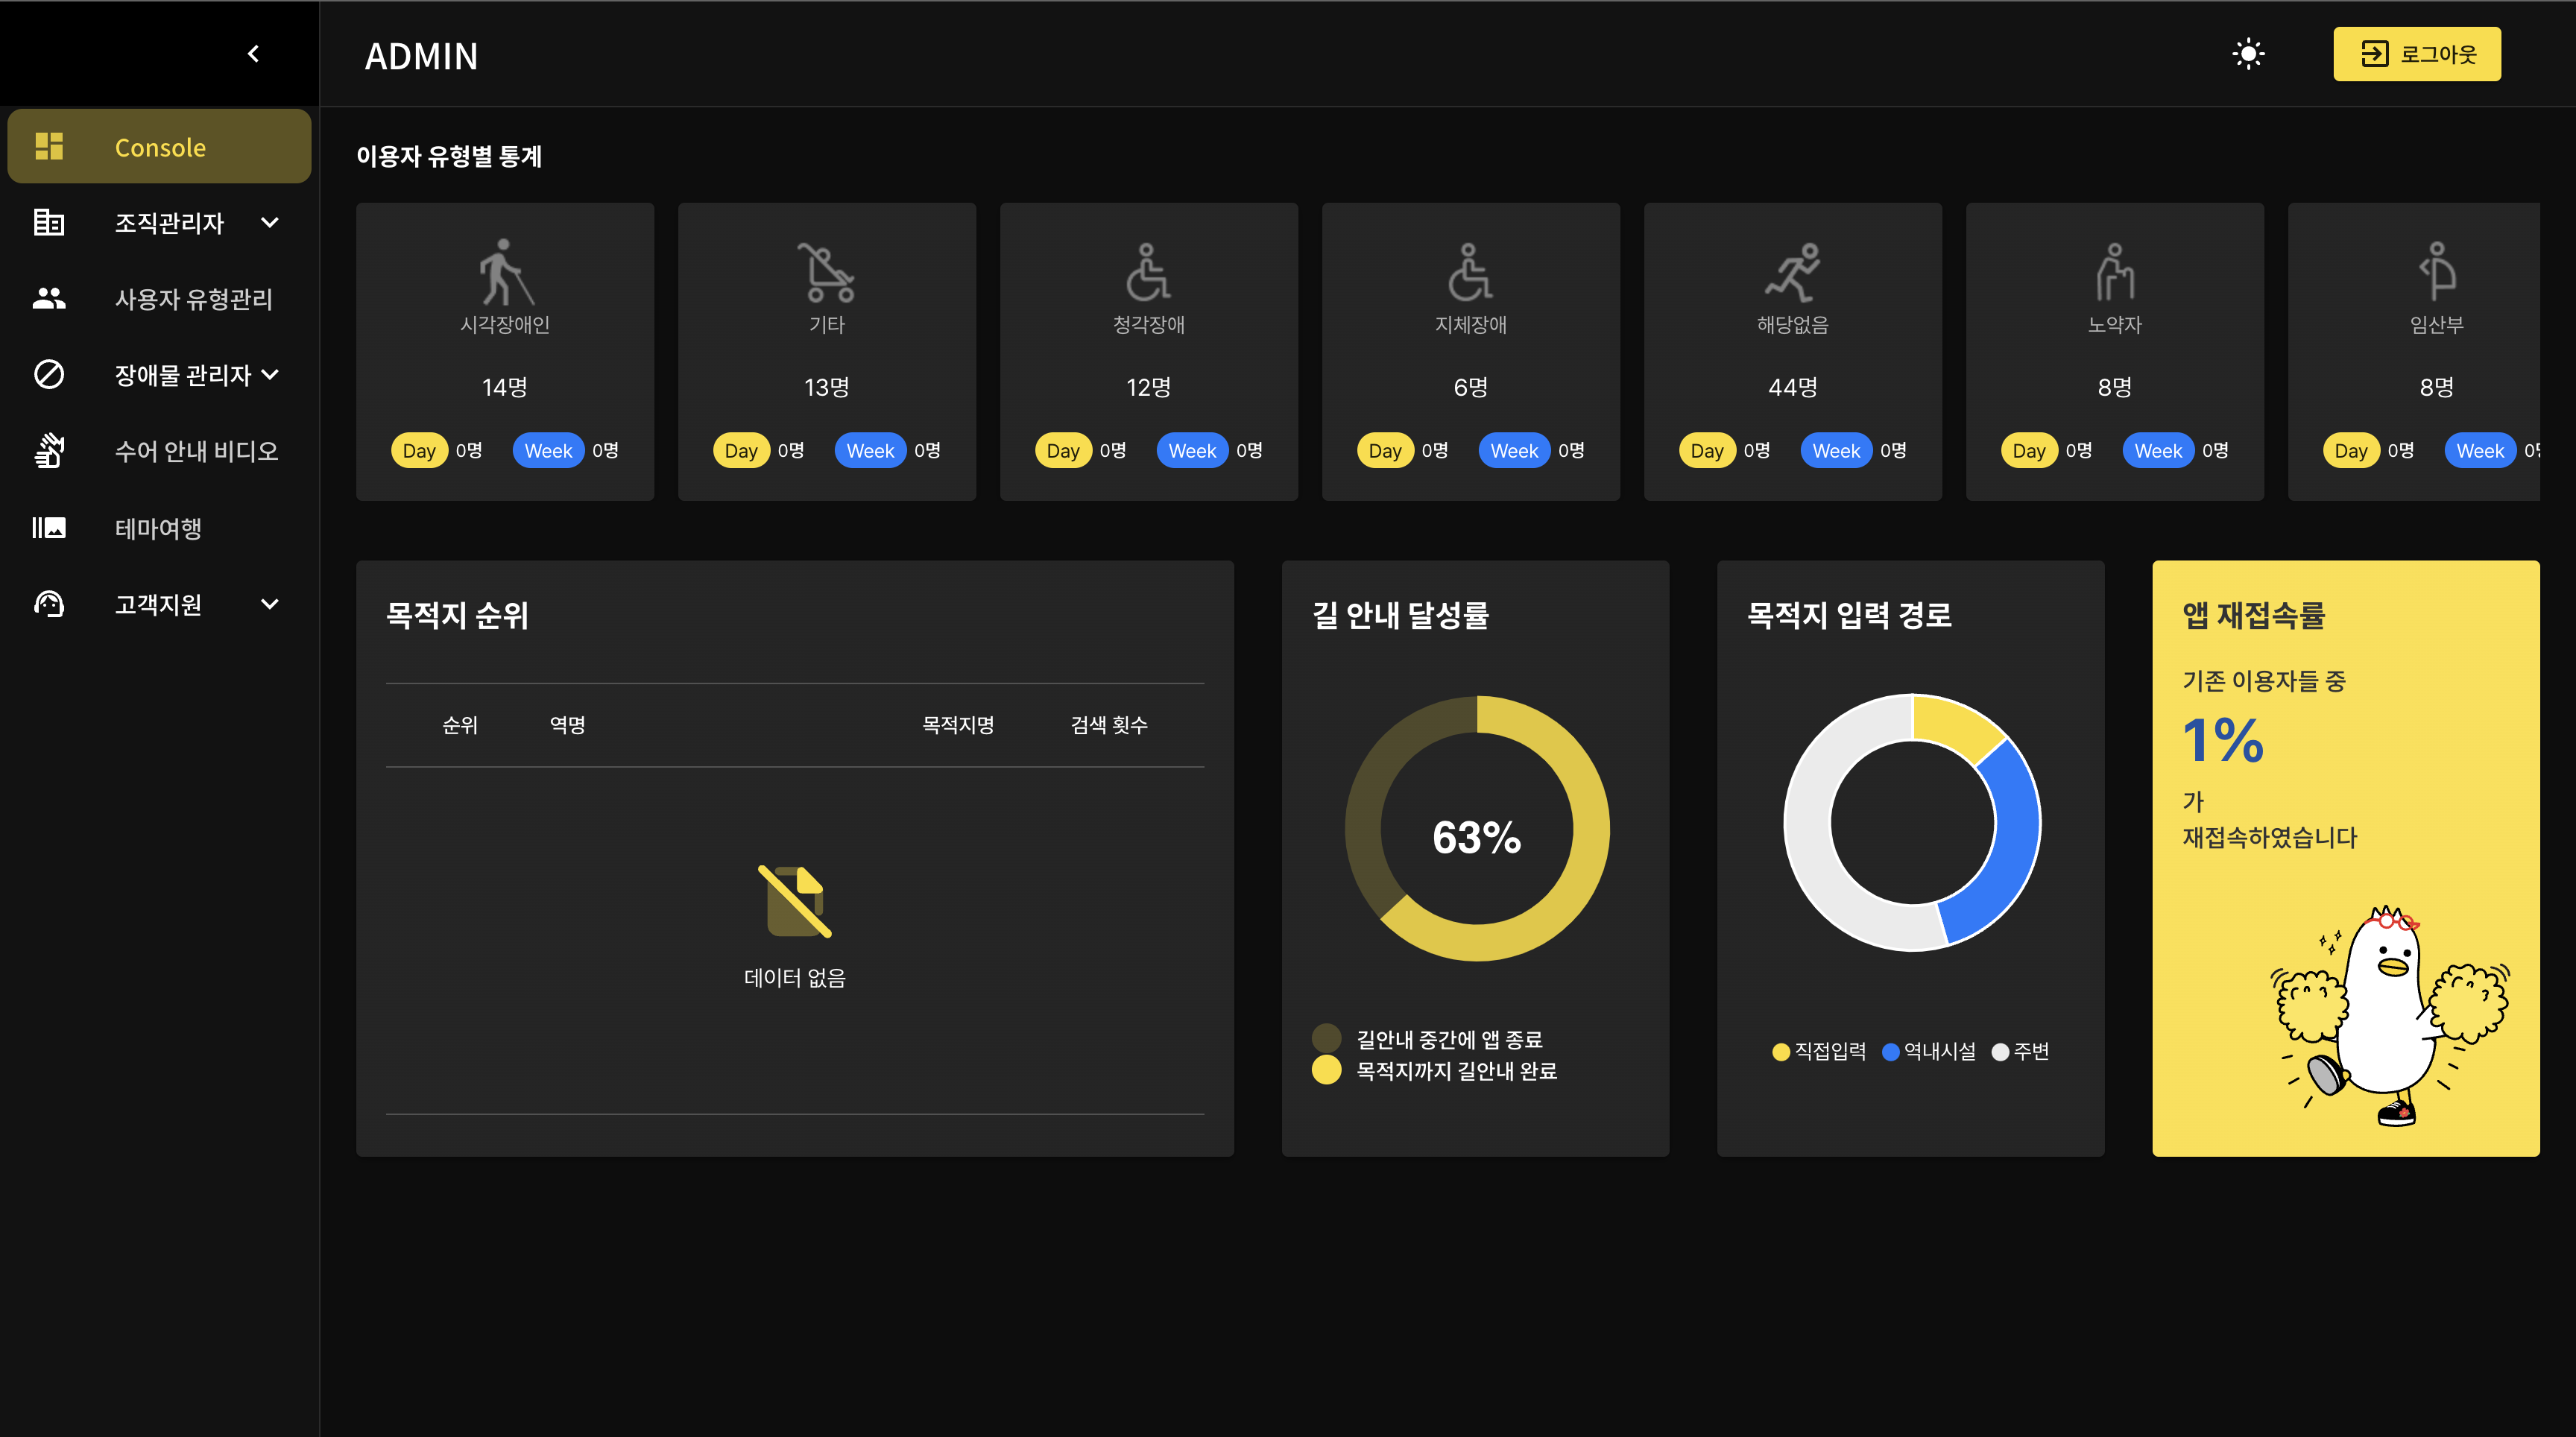 ADMIN
로그아웃
Console
조직관리자
사용자 유형관리
장애물 관리자
수어 안내 비디오
테마여행
고객지원
이용자 유형별 통계
시각장애인
14명
Day 0명 Week 0명
기타
13명
Day 0명 Week 0명
청각장애
12명
Day 0명 Week 0명
지체장애
6명
Day 0명 Week 0명
해당없음
44명
Day 0명 Week 0명
노약자
8명
Day 0명 Week 0명
임산부
8명
Day 0명 Week
목적지 순위
순위 역명 목적지명 검색 횟수
데이터 없음
길 안내 달성률
63%
길안내 중간에 앱 종료
목적지까지 길안내 완료
목적지 입력 경로
직접입력 역내시설 주변
앱 재접속률
기존 이용자들 중
1%
가
재접속하였습니다